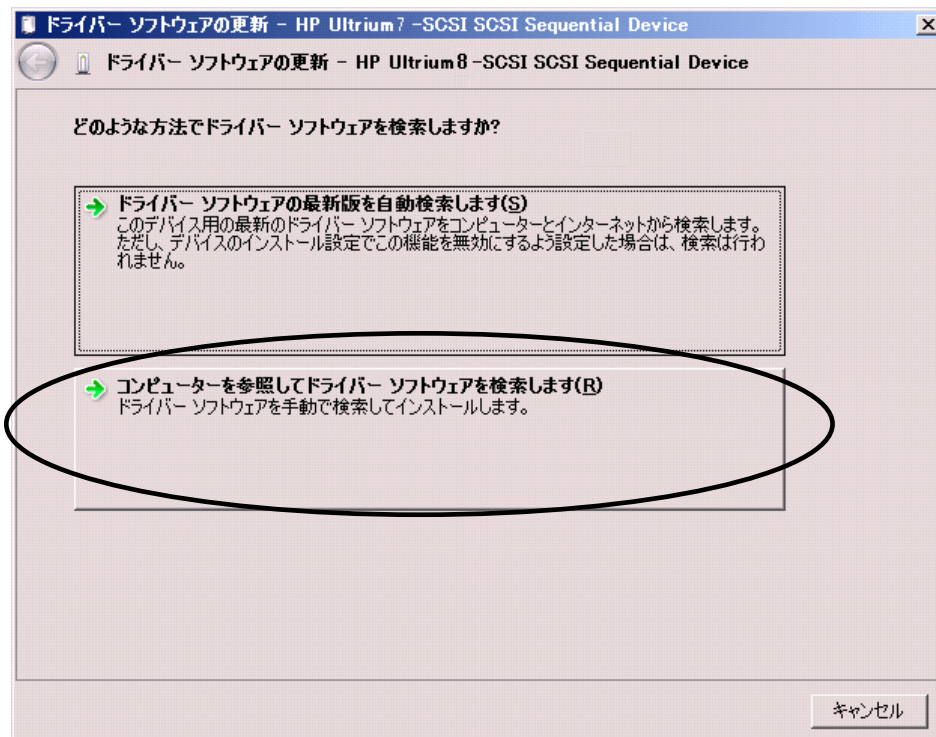 ドライバー ソフトウェアの更新 - HP Ultrium7 -SCSI SCSI Sequential Device
ドライバー ソフトウェアの更新 - HP Ultrium8 -SCSI SCSI Sequential Device
どのような方法でドライバー ソフトウェアを検索しますか?
ドライバー ソフトウェアの最新版を自動検索します(S)
このデバイス用の最新のドライバー ソフトウェアをコンピューターとインターネットから検索します。
ただし、デバイスのインストール設定でこの機能を無効にするよう設定した場合は、検索は行わ
れません。
コンピューターを参照してドライバー ソフトウェアを検索します(R)
ドライバー ソフトウェアを手動で検索してインストールします。
キャンセル